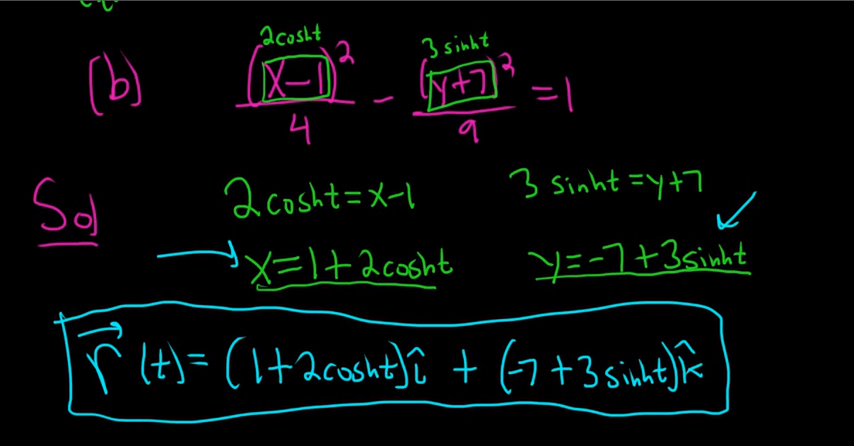 2cosht 3 sinht
(b) (x-1)²/4 - (y+7)²/9 = 1
Sol
2cosht = x-1 3 sinht = y+7
x = 1+2cosht y = -7+3sinht
r⃗(t) = (1+2cosht)î + (-7+3sinht)k̂